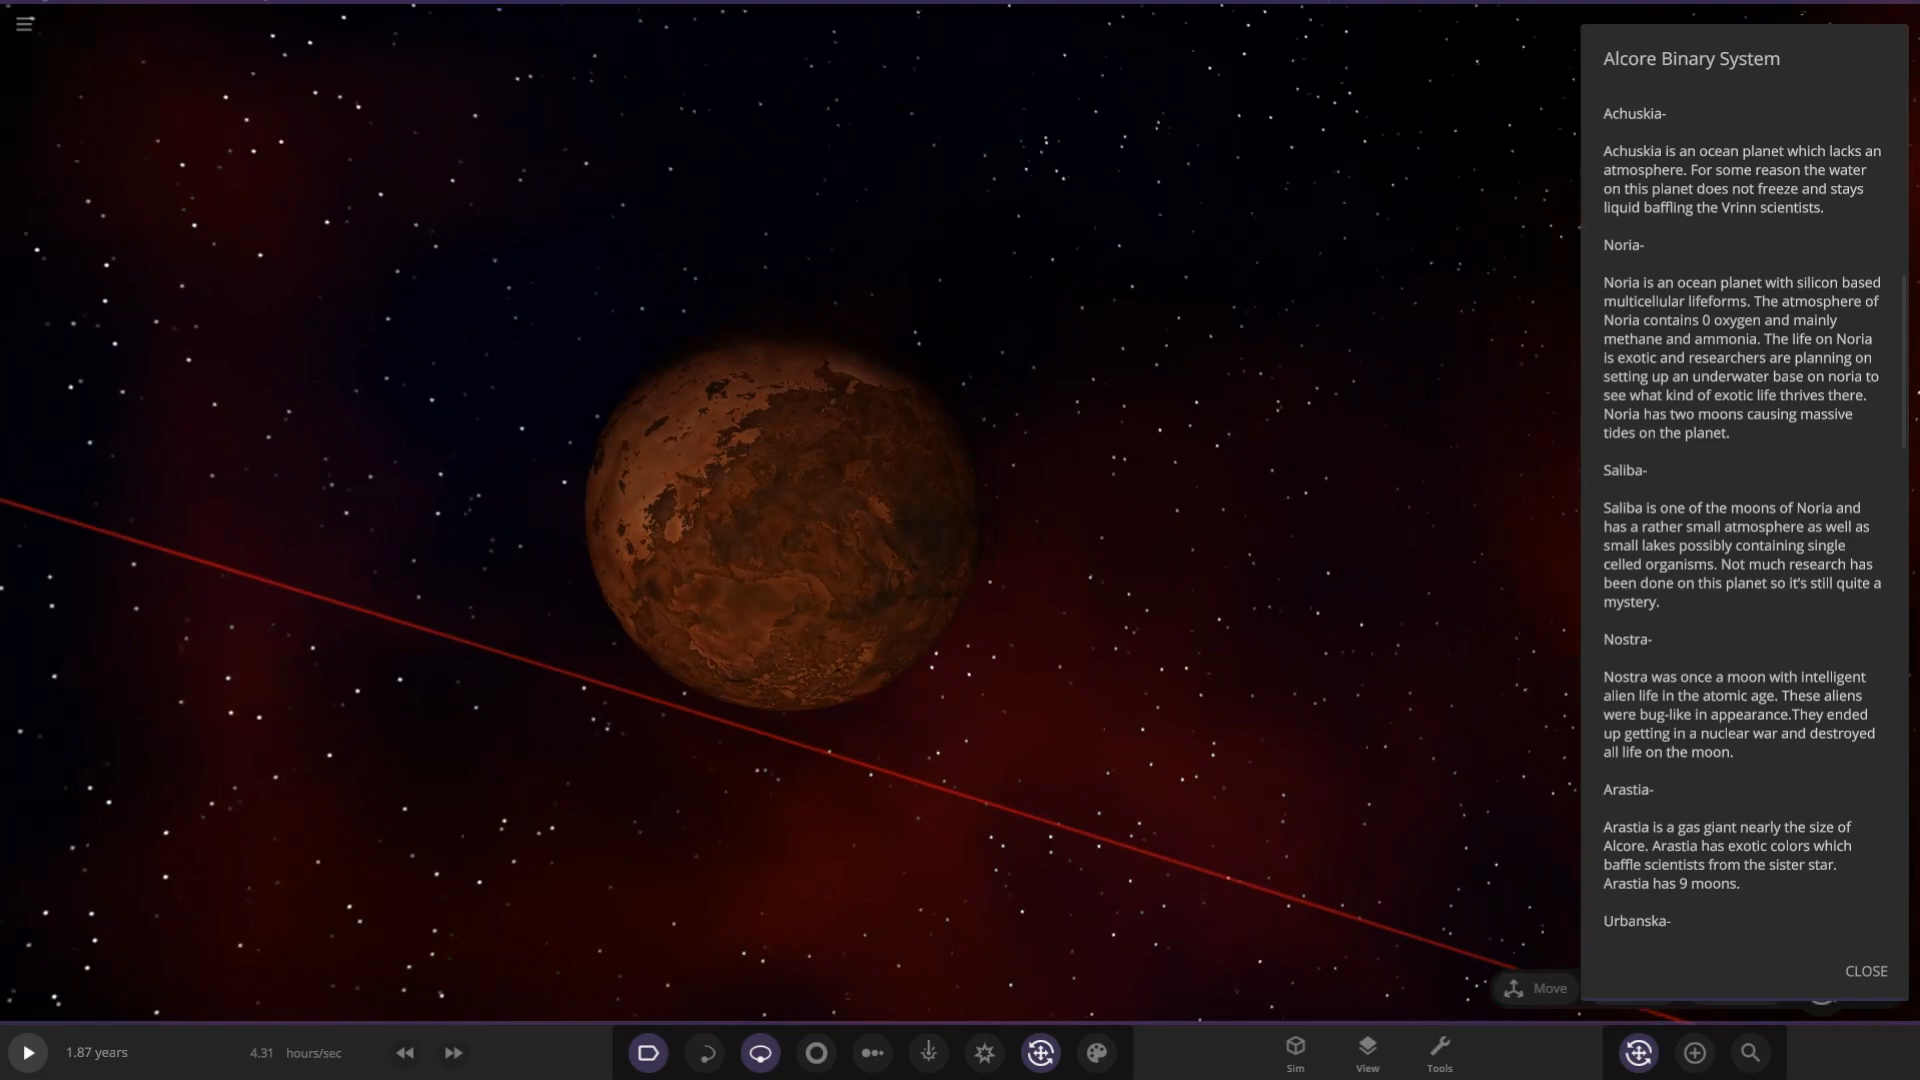 Alcore Binary System
Achuskia-
Achuskia is an ocean planet which lacks an
atmosphere. For some reason the water
on this planet does not freeze and stays
liquid baffling the Vrinn scientists.
Noria-
Noria is an ocean planet with silicon based
multicellular lifeforms. The atmosphere of
Noria contains 0 oxygen and mainly
methane and ammonia. The life on Noria
is exotic and researchers are planning on
setting up an underwater base on noria to
see what kind of exotic life thrives there.
Noria has two moons causing massive
tides on the planet.
Saliba-
Saliba is one of the moons of Noria and
has a rather small atmosphere as well as
small lakes possibly containing single
celled organisms. Not much research has
been done on this planet so it's still quite a
mystery.
Nostra-
Nostra was once a moon with intelligent
alien life in the atomic age. These aliens
were bug-like in appearance.They ended
up getting in a nuclear war and destroyed
all life on the moon.
Arastia-
Arastia is a gas giant nearly the size of
Alcore. Arastia has exotic colors which
baffle scientists from the sister star.
Arastia has 9 moons.
Urbanska-
CLOSE
Move
1.87 years
4.31 hours/sec
Sim
View
Tools